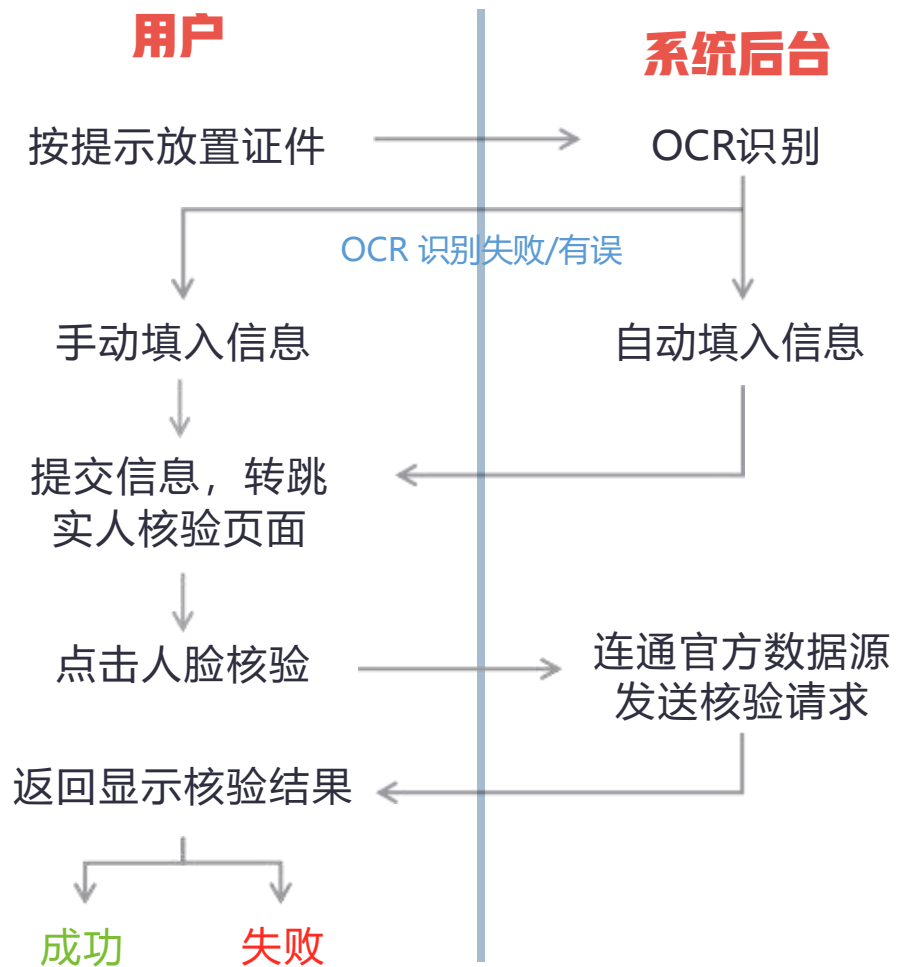 用户
系统后台
按提示放置证件
OCR识别
OCR 识别失败/有误
手动填入信息
自动填入信息
提交信息，转跳
实人核验页面
点击人脸核验
连通官方数据源
发送核验请求
返回显示核验结果
成功
失败